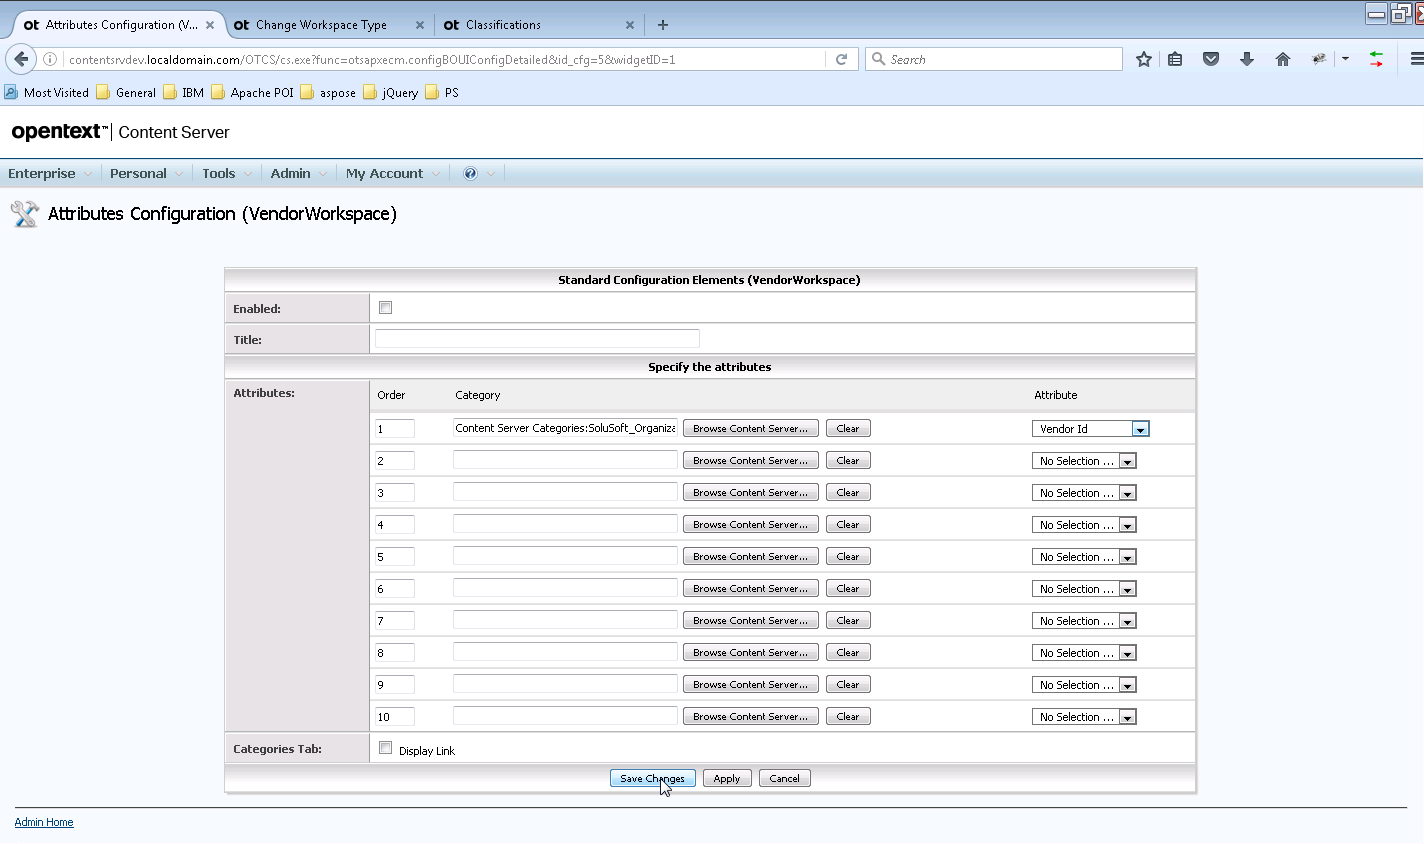 Attributes Configuration (V... Change Workspace Type Classifications
contentsrvdev.localdomain.com/OTCS/cs.exe?func=otsapxecm.configBOUIConfigDetailed&id_cfg=5&widgetID=1 Search
Most Visited General IBM Apache POI aspose jQuery PS
opentext™ | Content Server
Enterprise Personal Tools Admin My Account
Attributes Configuration (VendorWorkspace)
Standard Configuration Elements (VendorWorkspace)
Enabled:
Title:
Specify the attributes
Attributes: Order Category Attribute
1 Content Server Categories:SoluSoft_Organiza Browse Content Server... Clear Vendor Id
2 Browse Content Server... Clear No Selection ...
3 Browse Content Server... Clear No Selection ...
4 Browse Content Server... Clear No Selection ...
5 Browse Content Server... Clear No Selection ...
6 Browse Content Server... Clear No Selection ...
7 Browse Content Server... Clear No Selection ...
8 Browse Content Server... Clear No Selection ...
9 Browse Content Server... Clear No Selection ...
10 Browse Content Server... Clear No Selection ...
Categories Tab: Display Link
Save Changes Apply Cancel
Admin Home